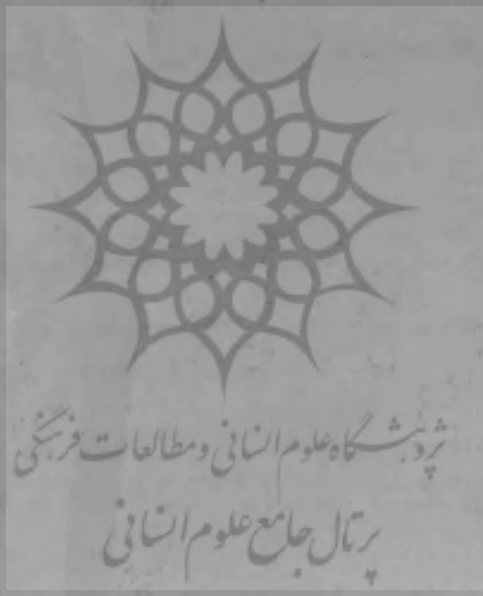 پژوهشگاه علوم انسانی و مطالعات فرهنگی
پرتال جامع علوم انسانی